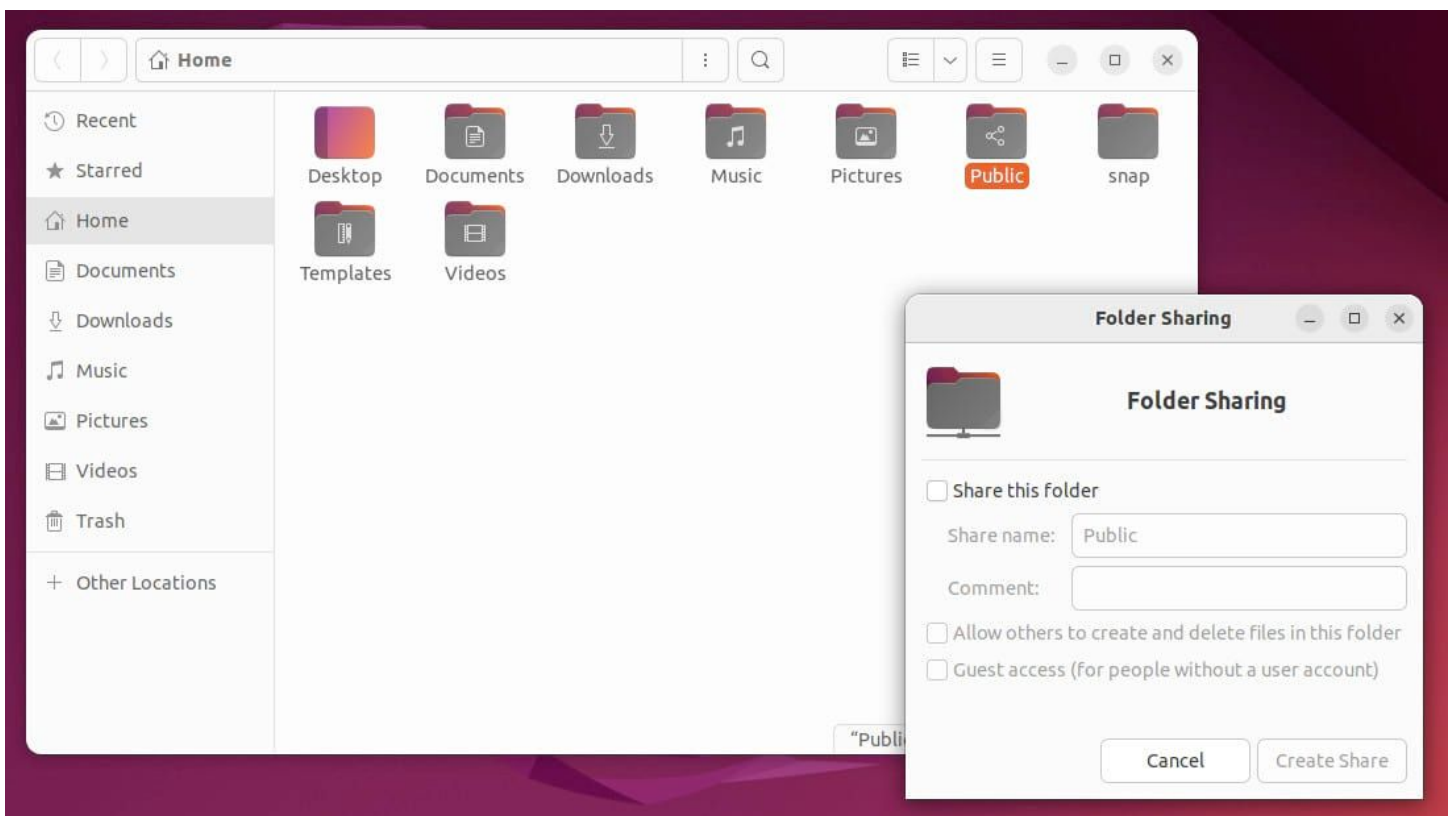 Home
Recent
Starred
Home
Documents
Downloads
Music
Pictures
Videos
Trash
Other Locations
Desktop Documents Downloads Music Pictures Public snap
Templates Videos
“Publi
Folder Sharing
Folder Sharing
Share this folder
Share name: Public
Comment:
Allow others to create and delete files in this folder
Guest access (for people without a user account)
Cancel Create Share